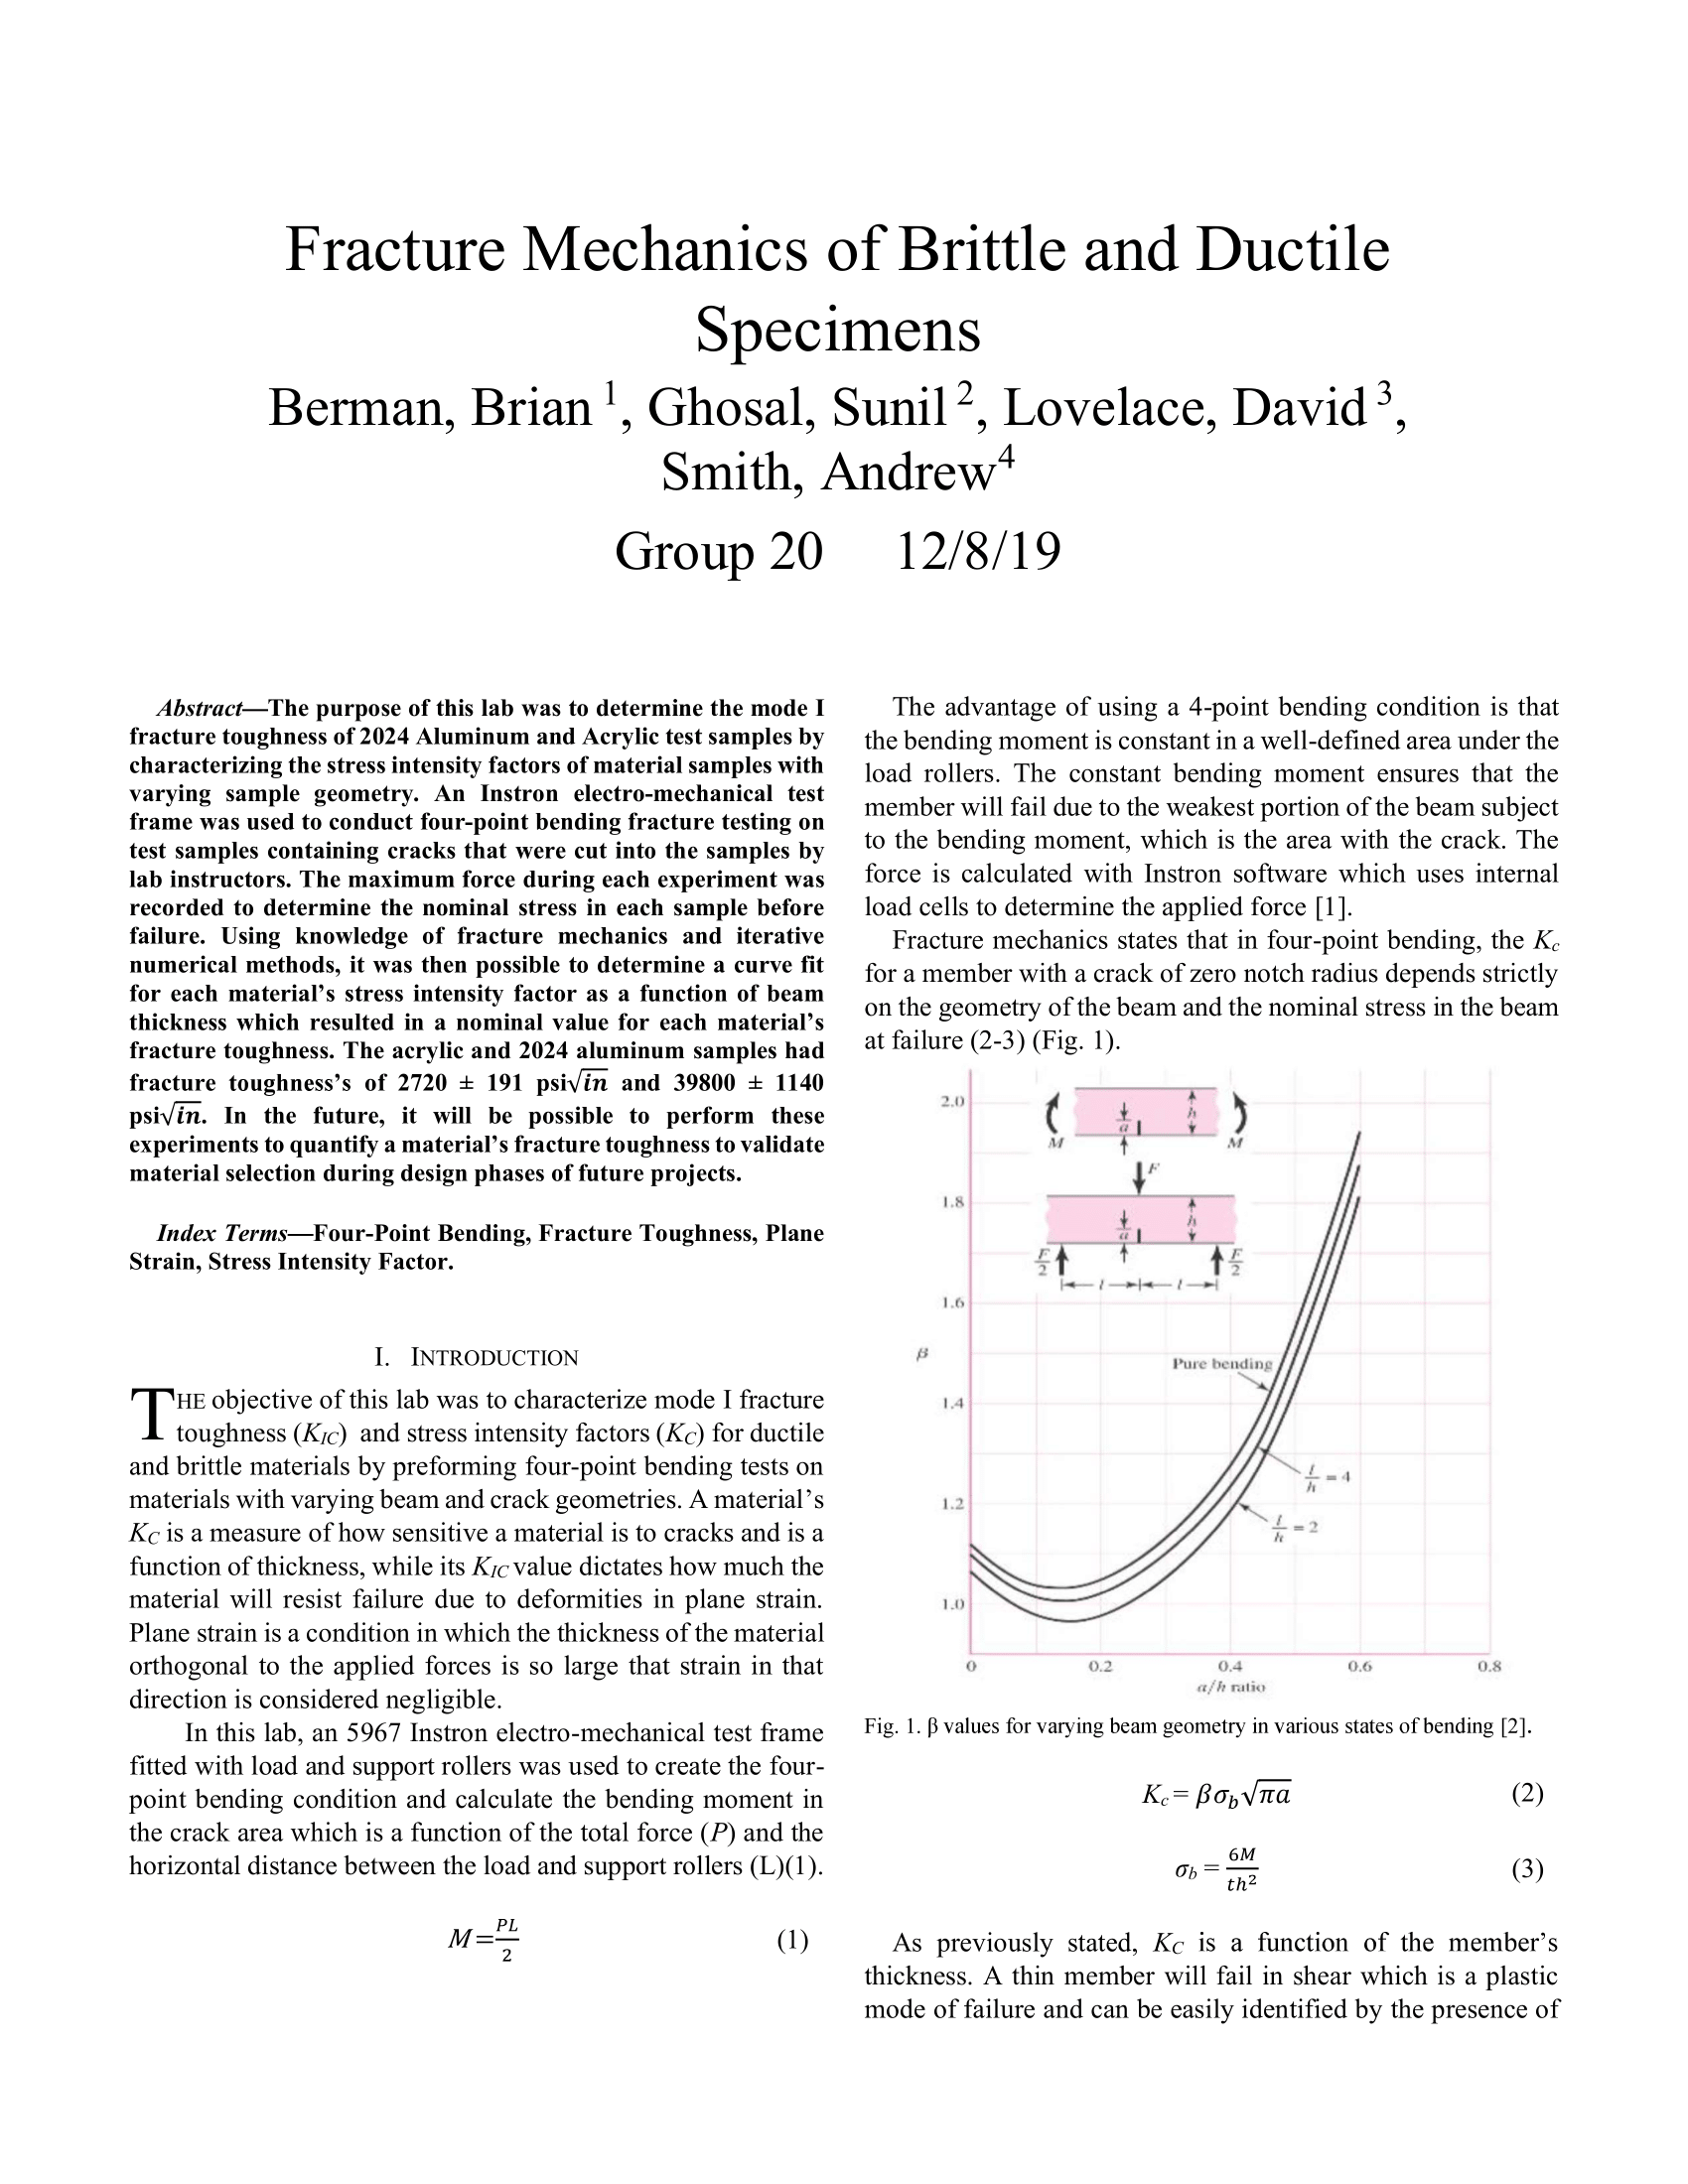 Fracture Mechanics of Brittle and Ductile
Specimens
Berman, Brian 1, Ghosal, Sunil 2, Lovelace, David 3,
Smith, Andrew4
Group 20 12/8/19
Abstract—The purpose of this lab was to determine the mode I
fracture toughness of 2024 Aluminum and Acrylic test samples by
characterizing the stress intensity factors of material samples with
varying sample geometry. An Instron electro-mechanical test
frame was used to conduct four-point bending fracture testing on
test samples containing cracks that were cut into the samples by
lab instructors. The maximum force during each experiment was
recorded to determine the nominal stress in each sample before
failure. Using knowledge of fracture mechanics and iterative
numerical methods, it was then possible to determine a curve fit
for each material's stress intensity factor as a function of beam
thickness which resulted in a nominal value for each material's
fracture toughness. The acrylic and 2024 aluminum samples had
fracture toughness's of 2720 ± 191 psi√in and 39800 ± 1140
psi√in. In the future, it will be possible to perform these
experiments to quantify a material's fracture toughness to validate
material selection during design phases of future projects.
Index Terms—Four-Point Bending, Fracture Toughness, Plane
Strain, Stress Intensity Factor.
I. INTRODUCTION
THE objective of this lab was to characterize mode I fracture
toughness (KIC) and stress intensity factors (KC) for ductile
and brittle materials by preforming four-point bending tests on
materials with varying beam and crack geometries. A material's
KC is a measure of how sensitive a material is to cracks and is a
function of thickness, while its KIC value dictates how much the
material will resist failure due to deformities in plane strain.
Plane strain is a condition in which the thickness of the material
orthogonal to the applied forces is so large that strain in that
direction is considered negligible.
In this lab, an 5967 Instron electro-mechanical test frame
fitted with load and support rollers was used to create the four-
point bending condition and calculate the bending moment in
the crack area which is a function of the total force (P) and the
horizontal distance between the load and support rollers (L)(1).
M=PL/2 (1)
The advantage of using a 4-point bending condition is that
the bending moment is constant in a well-defined area under the
load rollers. The constant bending moment ensures that the
member will fail due to the weakest portion of the beam subject
to the bending moment, which is the area with the crack. The
force is calculated with Instron software which uses internal
load cells to determine the applied force [1].
Fracture mechanics states that in four-point bending, the Kc
for a member with a crack of zero notch radius depends strictly
on the geometry of the beam and the nominal stress in the beam
at failure (2-3) (Fig. 1).
2.0
1.8
1.6
β
1.4
1.2
1.0
M a h M
F
a h
F/2 F/2
l l
Pure bending
l/h = 4
l/h = 2
0 0.2 0.4 0.6 0.8
a/h ratio
Fig. 1. β values for varying beam geometry in various states of bending [2].
Kc = βσb√πa (2)
σb = 6M/th² (3)
As previously stated, KC is a function of the member's
thickness. A thin member will fail in shear which is a plastic
mode of failure and can be easily identified by the presence of